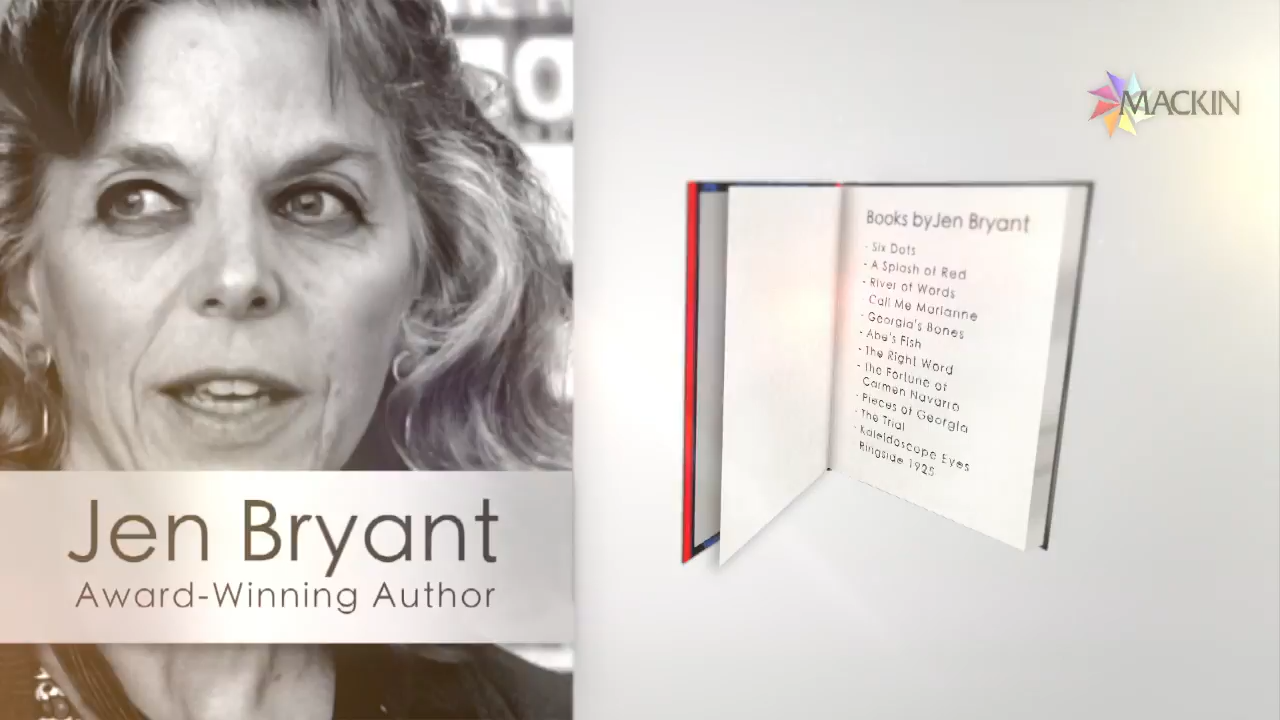 MACKIN
Books byJen Bryant
- Six Dots
- A Splash of Red
- River of Words
- Call Me Marianne
- Georgia's Bones
- Abe's Fish
- The Right Word
- The Fortune of
Carmen Navarro
- Pieces of Georgia
- The Trial
- Kaleidoscope Eyes
Ringside 1925
Jen Bryant
Award-Winning Author